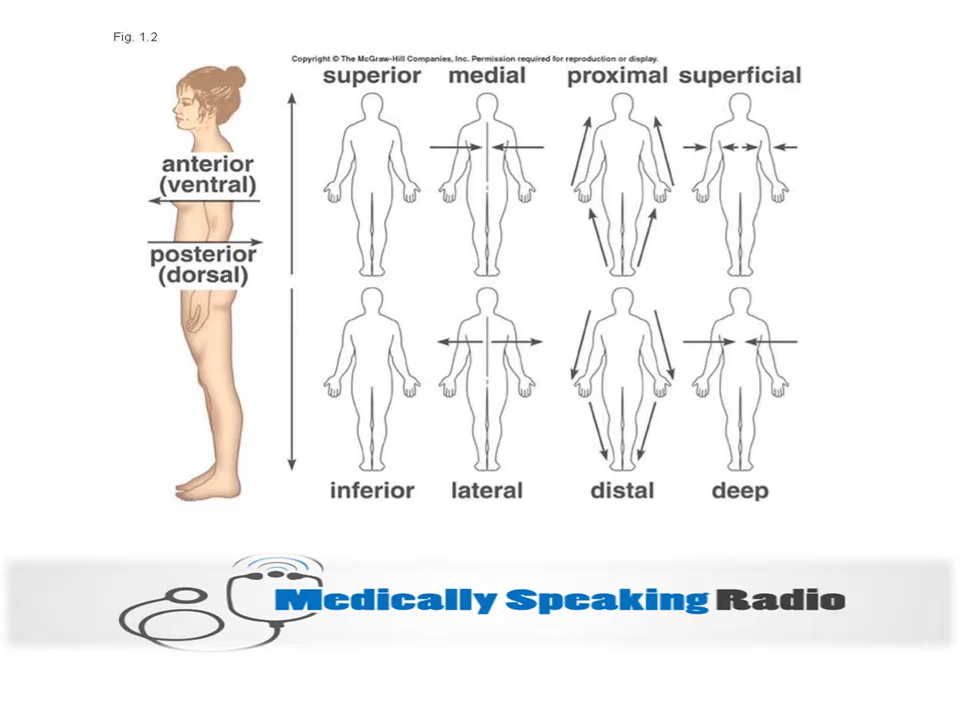 Fig. 1.2
Copyright © The McGraw-Hill Companies, Inc. Permission required for reproduction or display.
superior medial proximal superficial
anterior
(ventral)
posterior
(dorsal)
inferior lateral distal deep
Medically Speaking Radio